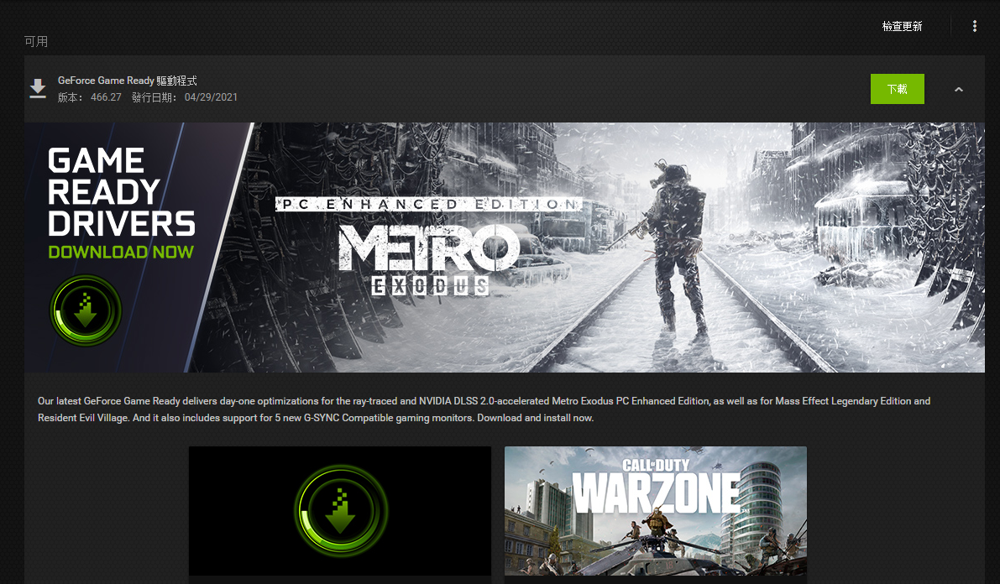 檢查更新
可用
GeForce Game Ready 驅動程式
版本： 466.27 發行日期： 04/29/2021
下載
GAME
READY
DRIVERS
DOWNLOAD NOW
PC ENHANCED EDITION
METRO
EXODUS
Our latest GeForce Game Ready delivers day-one optimizations for the ray-traced and NVIDIA DLSS 2.0-accelerated Metro Exodus PC Enhanced Edition, as well as for Mass Effect Legendary Edition and
Resident Evil Village. And it also includes support for 5 new G-SYNC Compatible gaming monitors. Download and install now.
CALL OF DUTY
WARZONE™